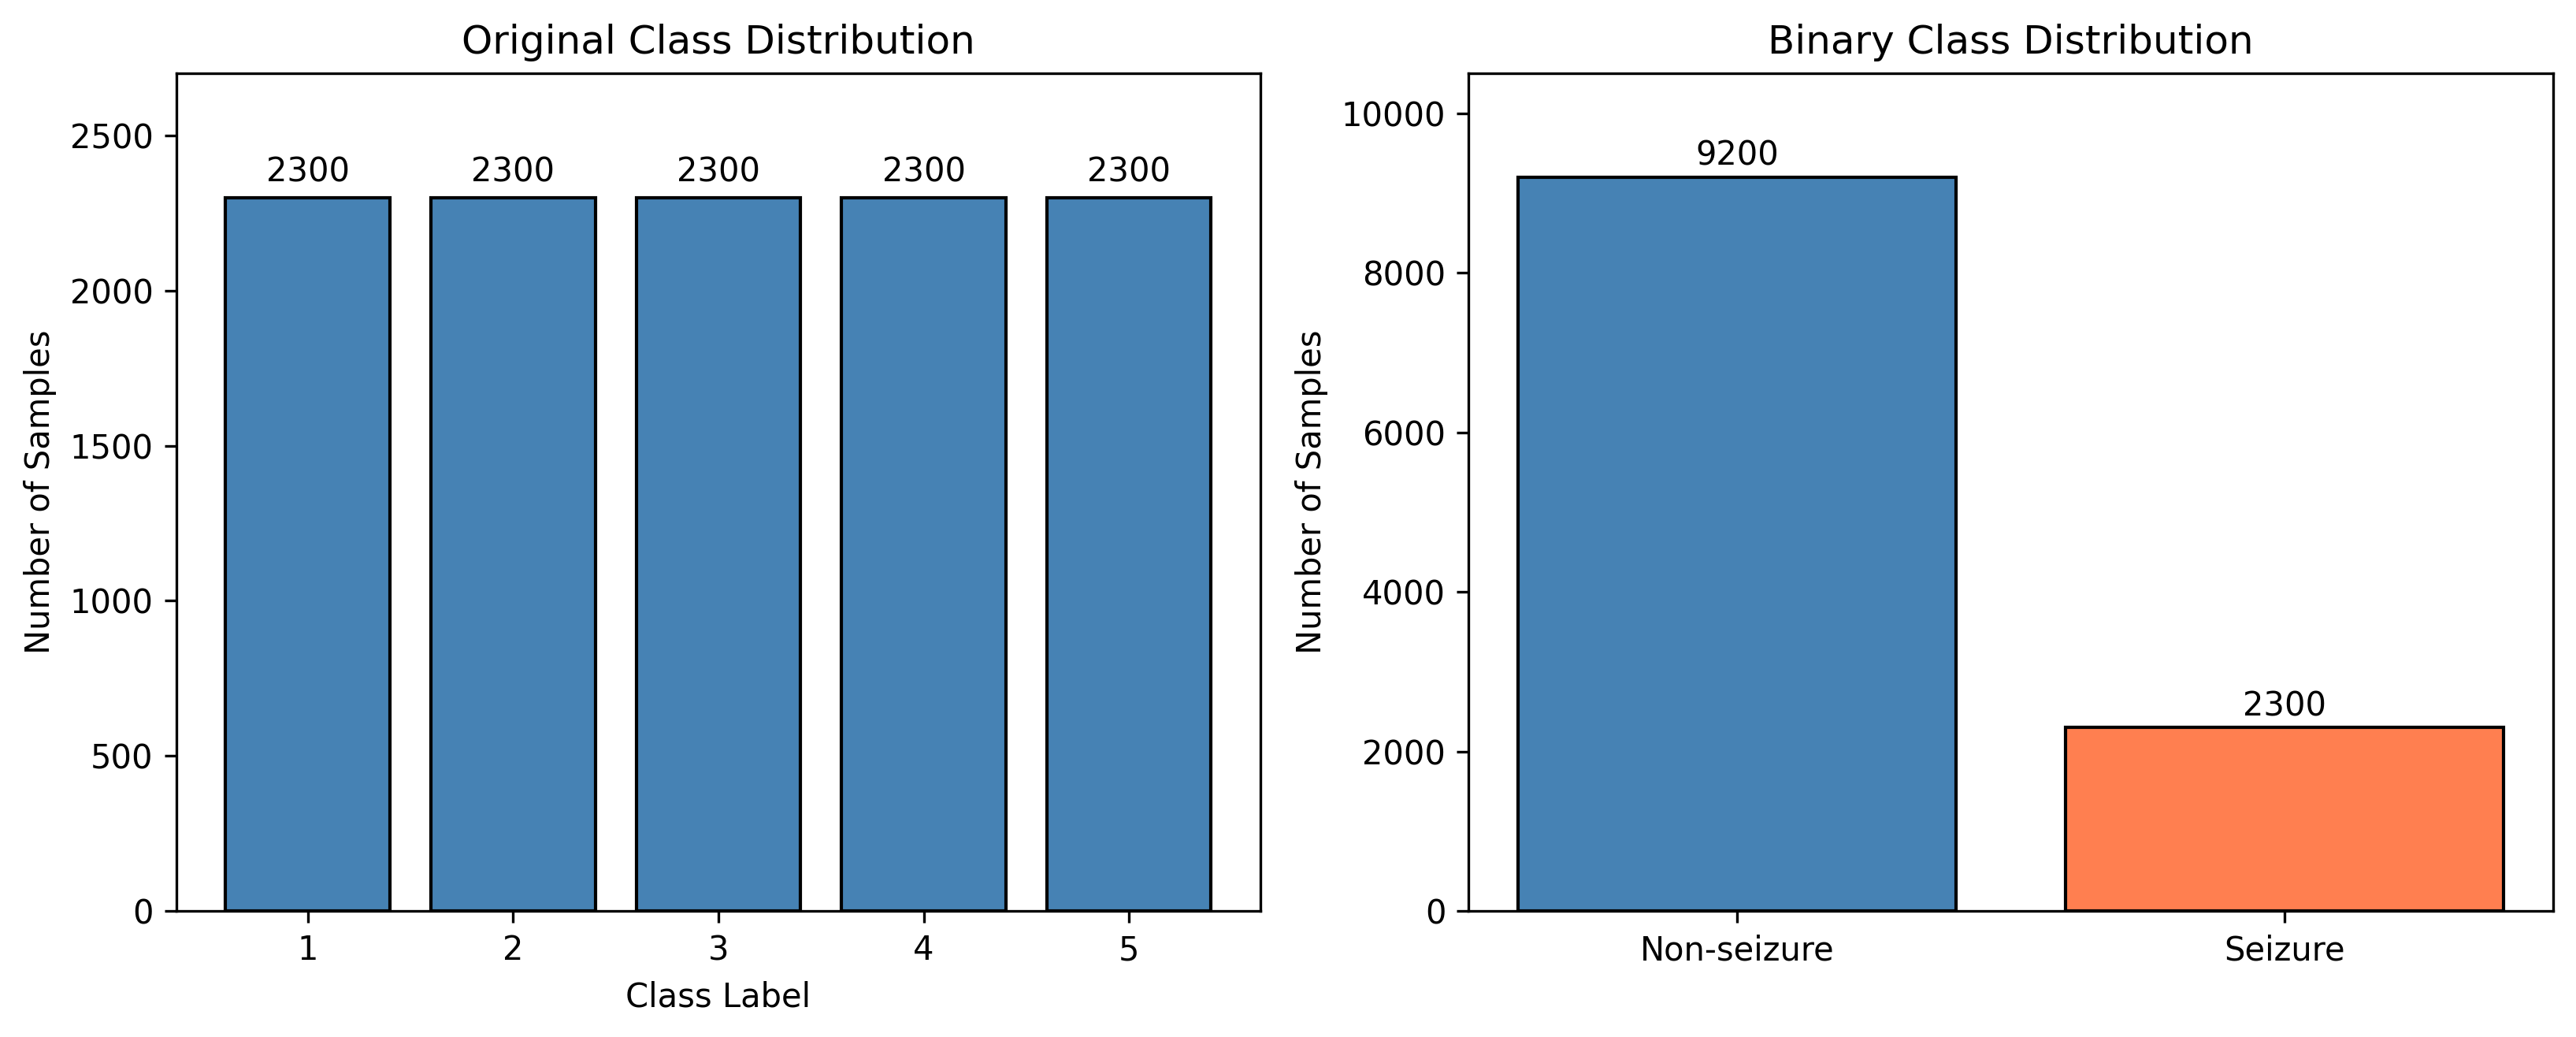 Original Class Distribution
Number of Samples
2500
2000
1500
1000
500
0
2300 2300 2300 2300 2300
1 2 3 4 5
Class Label
Binary Class Distribution
Number of Samples
10000
8000
6000
4000
2000
0
9200
2300
Non-seizure Seizure